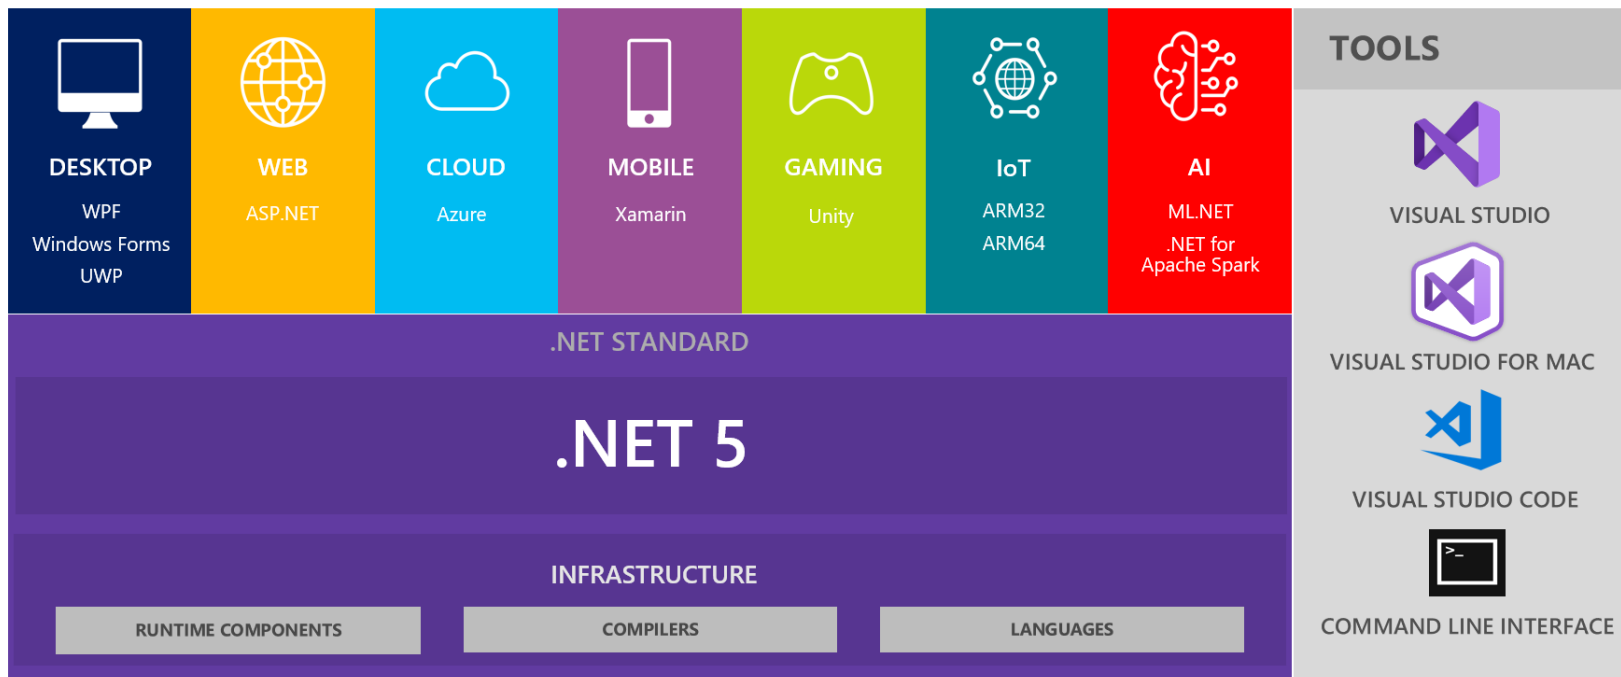 DESKTOP
WPF
Windows Forms
UWP
WEB
ASP.NET
CLOUD
Azure
MOBILE
Xamarin
GAMING
Unity
IoT
ARM32
ARM64
AI
ML.NET
.NET for
Apache Spark
.NET STANDARD
.NET 5
INFRASTRUCTURE
RUNTIME COMPONENTS
COMPILERS
LANGUAGES
TOOLS
VISUAL STUDIO
VISUAL STUDIO FOR MAC
VISUAL STUDIO CODE
>_
COMMAND LINE INTERFACE